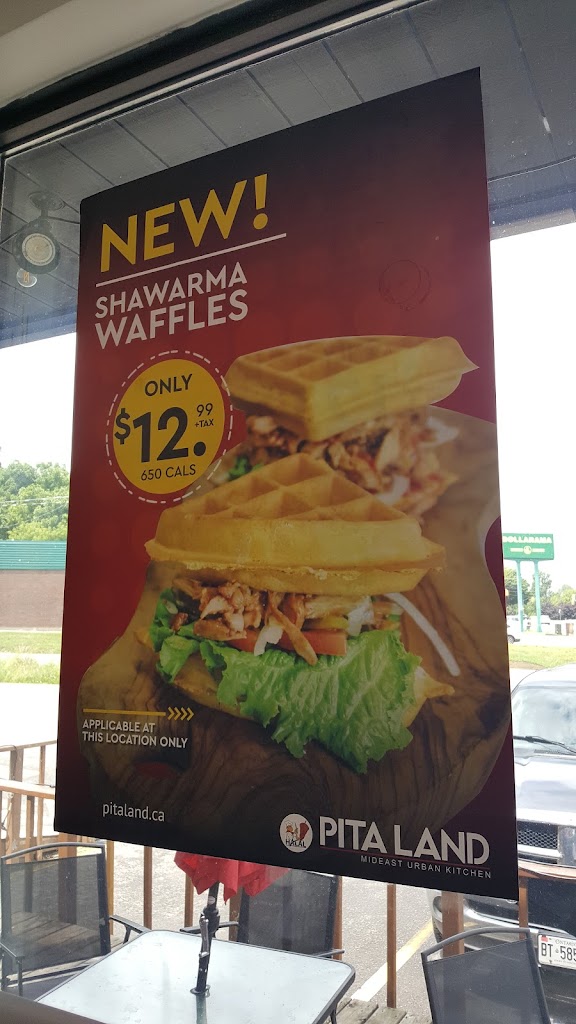 NEW!
SHAWARMA
WAFFLES
ONLY
$12.99
+TAX
650 CALS
APPLICABLE AT
THIS LOCATION ONLY
pitaland.ca
HALAL
PITA LAND
MIDEAST URBAN KITCHEN
DOLLARAMA